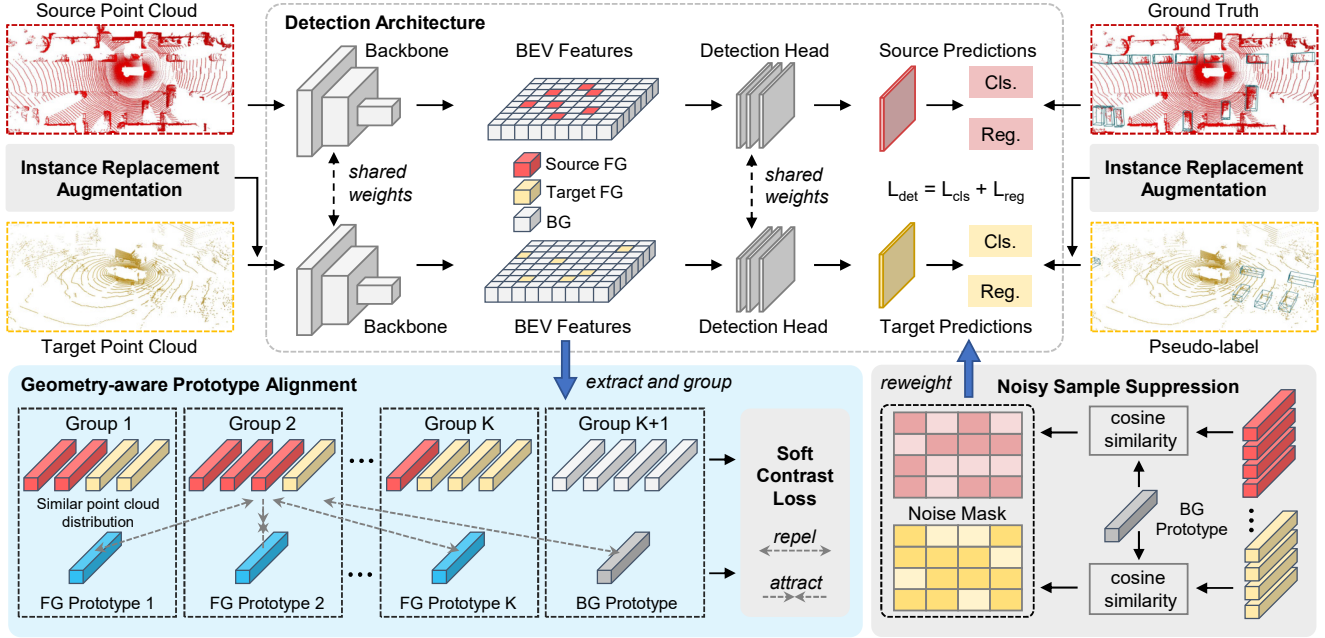 Source Point Cloud
Detection Architecture
Ground Truth
Backbone
BEV Features
Detection Head
Source Predictions
Cls.
Reg.
Instance Replacement
Augmentation
shared
weights
Source FG
Target FG
BG
shared
weights
L_det = L_cls + L_reg
Instance Replacement
Augmentation
Cls.
Reg.
Backbone
BEV Features
Detection Head
Target Predictions
Target Point Cloud
Pseudo-label
Geometry-aware Prototype Alignment
extract and group
reweight
Noisy Sample Suppression
Group 1
Group 2
Group K
Group K+1
Similar point cloud
distribution
FG Prototype 1
FG Prototype 2
FG Prototype K
BG Prototype
Soft
Contrast
Loss
repel
attract
Noise Mask
cosine
similarity
BG
Prototype
cosine
similarity